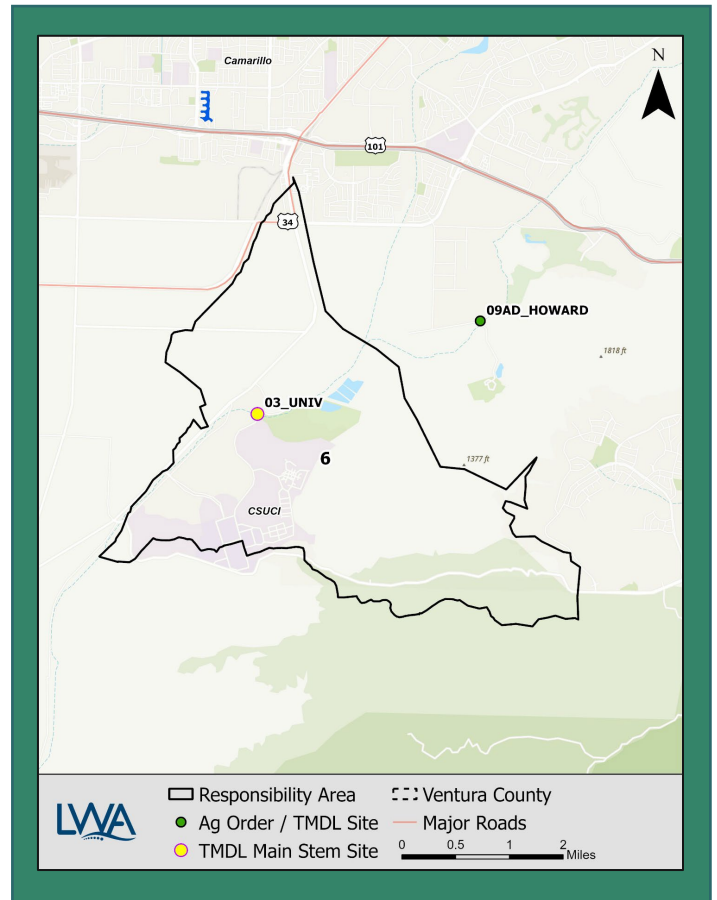 N
Camarillo
101
34
09AD_HOWARD
1818 ft
03_UNIV
6
1377 ft
CSUCI
LWA
Responsibility Area
Ventura County
Ag Order / TMDL Site
Major Roads
TMDL Main Stem Site
0 0.5 1 2
Miles